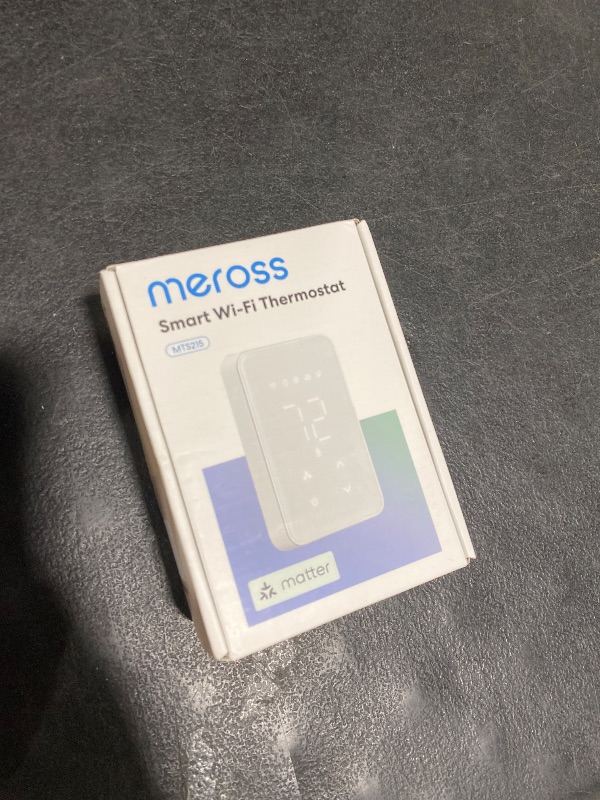 meross
Smart Wi-Fi Thermostat
MTS215
72
matter